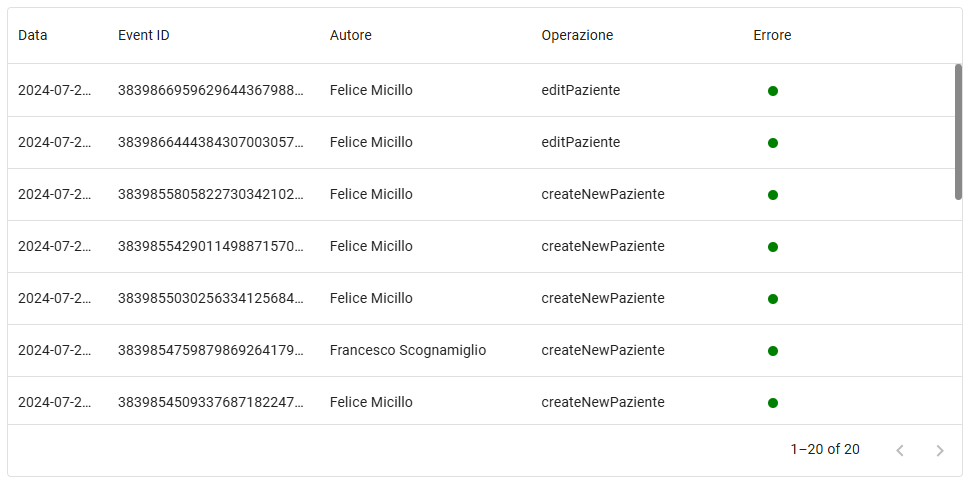 Data Event ID Autore Operazione Errore
2024-07-2... 3839866959629644367988... Felice Micillo editPaziente
2024-07-2... 3839866444384307003057... Felice Micillo editPaziente
2024-07-2... 3839855805822730342102... Felice Micillo createNewPaziente
2024-07-2... 3839855429011498871570... Felice Micillo createNewPaziente
2024-07-2... 3839855030256334125684... Felice Micillo createNewPaziente
2024-07-2... 3839854759879869264179... Francesco Scognamiglio createNewPaziente
2024-07-2... 3839854509337687182247... Felice Micillo createNewPaziente
1–20 of 20